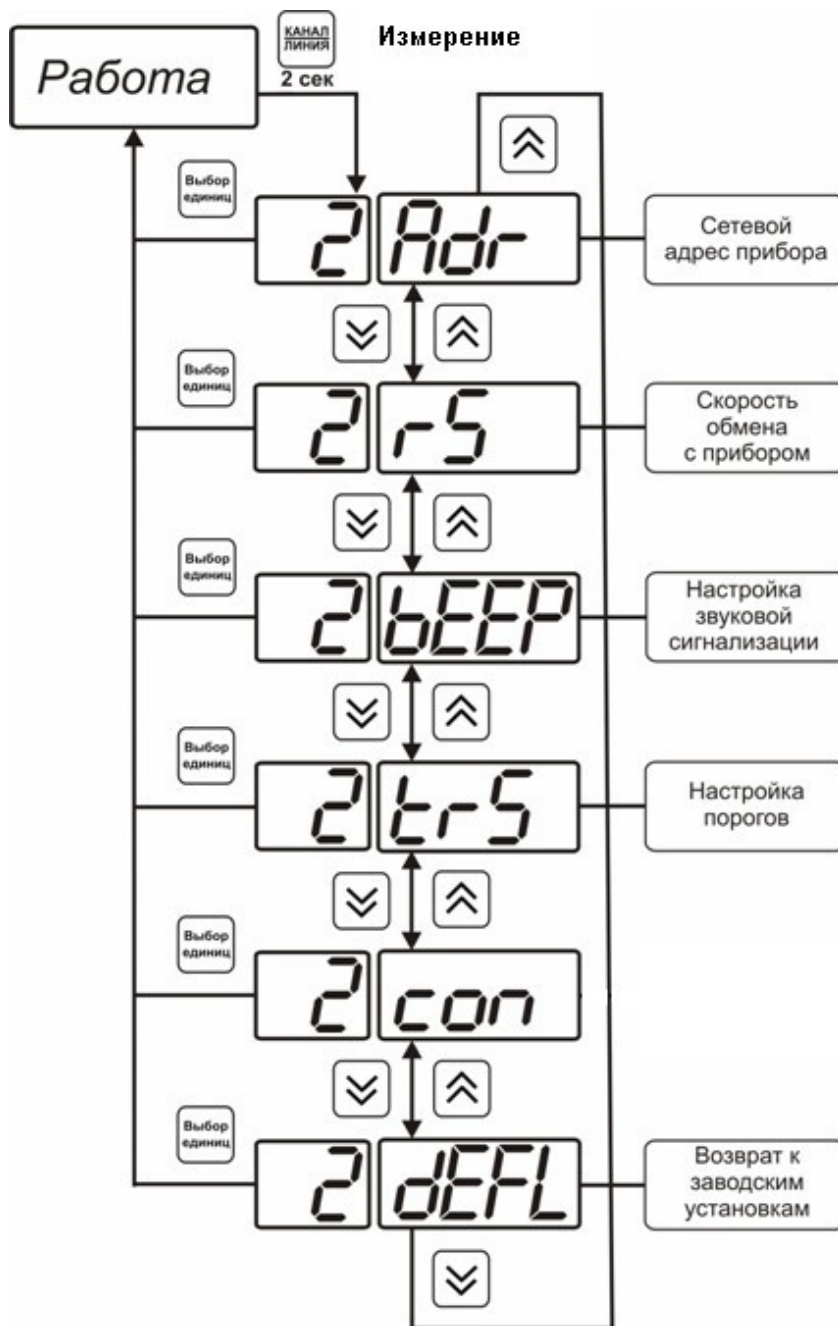 КАНАЛ
ЛИНИЯ
2 сек
Измерение
Работа
Выбор
единиц
2 Adr
Сетевой
адрес прибора
Выбор
единиц
2 rS
Скорость
обмена
с прибором
Выбор
единиц
2 bEEP
Настройка
звуковой
сигнализации
Выбор
единиц
2 trS
Настройка
порогов
Выбор
единиц
2 con
Выбор
единиц
2 dEFL
Возврат к
заводским
установкам